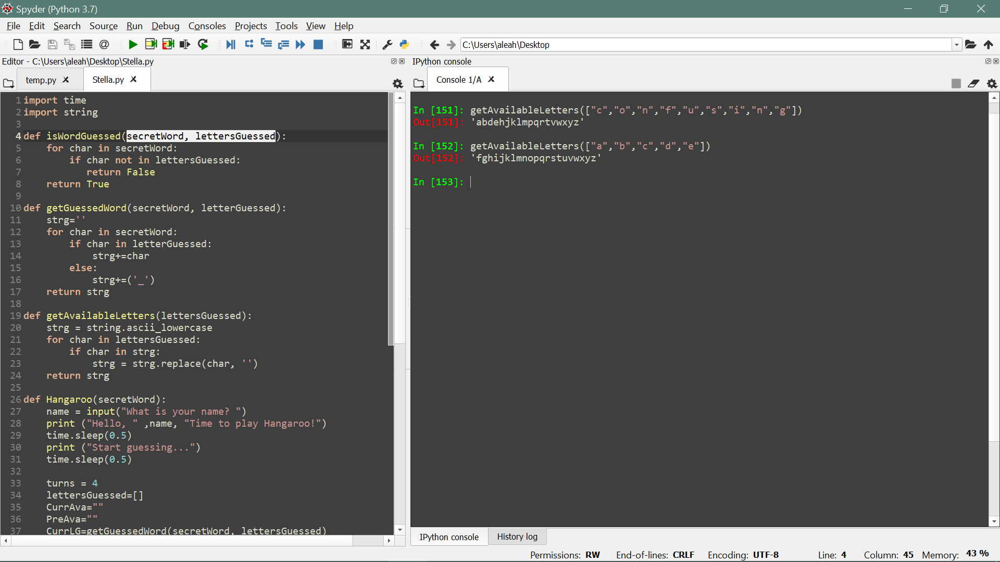 Spyder (Python 3.7)
File Edit Search Source Run Debug Consoles Projects Tools View Help
C:\Users\aleah\Desktop
Editor - C:\Users\aleah\Desktop\Stella.py
temp.py
Stella.py
1 import time
2 import string
3
4 def isWordGuessed(secretWord, lettersGuessed):
5     for char in secretWord:
6         if char not in lettersGuessed:
7            return False
8     return True
9
10 def getGuessedWord(secretWord, letterGuessed):
11     strg=''
12     for char in secretWord:
13         if char in letterGuessed:
14             strg+=char
15         else:
16             strg+=('_')
17     return strg
18
19 def getAvailableLetters(lettersGuessed):
20     strg = string.ascii_lowercase
21     for char in lettersGuessed:
22         if char in strg:
23             strg = strg.replace(char, '')
24     return strg
25
26 def Hangaroo(secretWord):
27     name = input("What is your name? ")
28     print ("Hello, " ,name, "Time to play Hangaroo!")
29     time.sleep(0.5)
30     print ("Start guessing...")
31     time.sleep(0.5)
32
33     turns = 4
34     lettersGuessed=[]
35     CurrAva=""
36     PreAva=""
37     CurrLG=getGuessedWord(secretWord, lettersGuessed)
IPython console
Console 1/A
In [151]: getAvailableLetters(["c","o","n","f","u","s","i","n","g"])
Out[151]: 'abdehjklmpqrtvwxyz'
In [152]: getAvailableLetters(["a","b","c","d","e"])
Out[152]: 'fghijklmnopqrstuvwxyz'
In [153]:
IPython console
History log
Permissions: RW End-of-lines: CRLF Encoding: UTF-8 Line: 4 Column: 45 Memory: 43 %